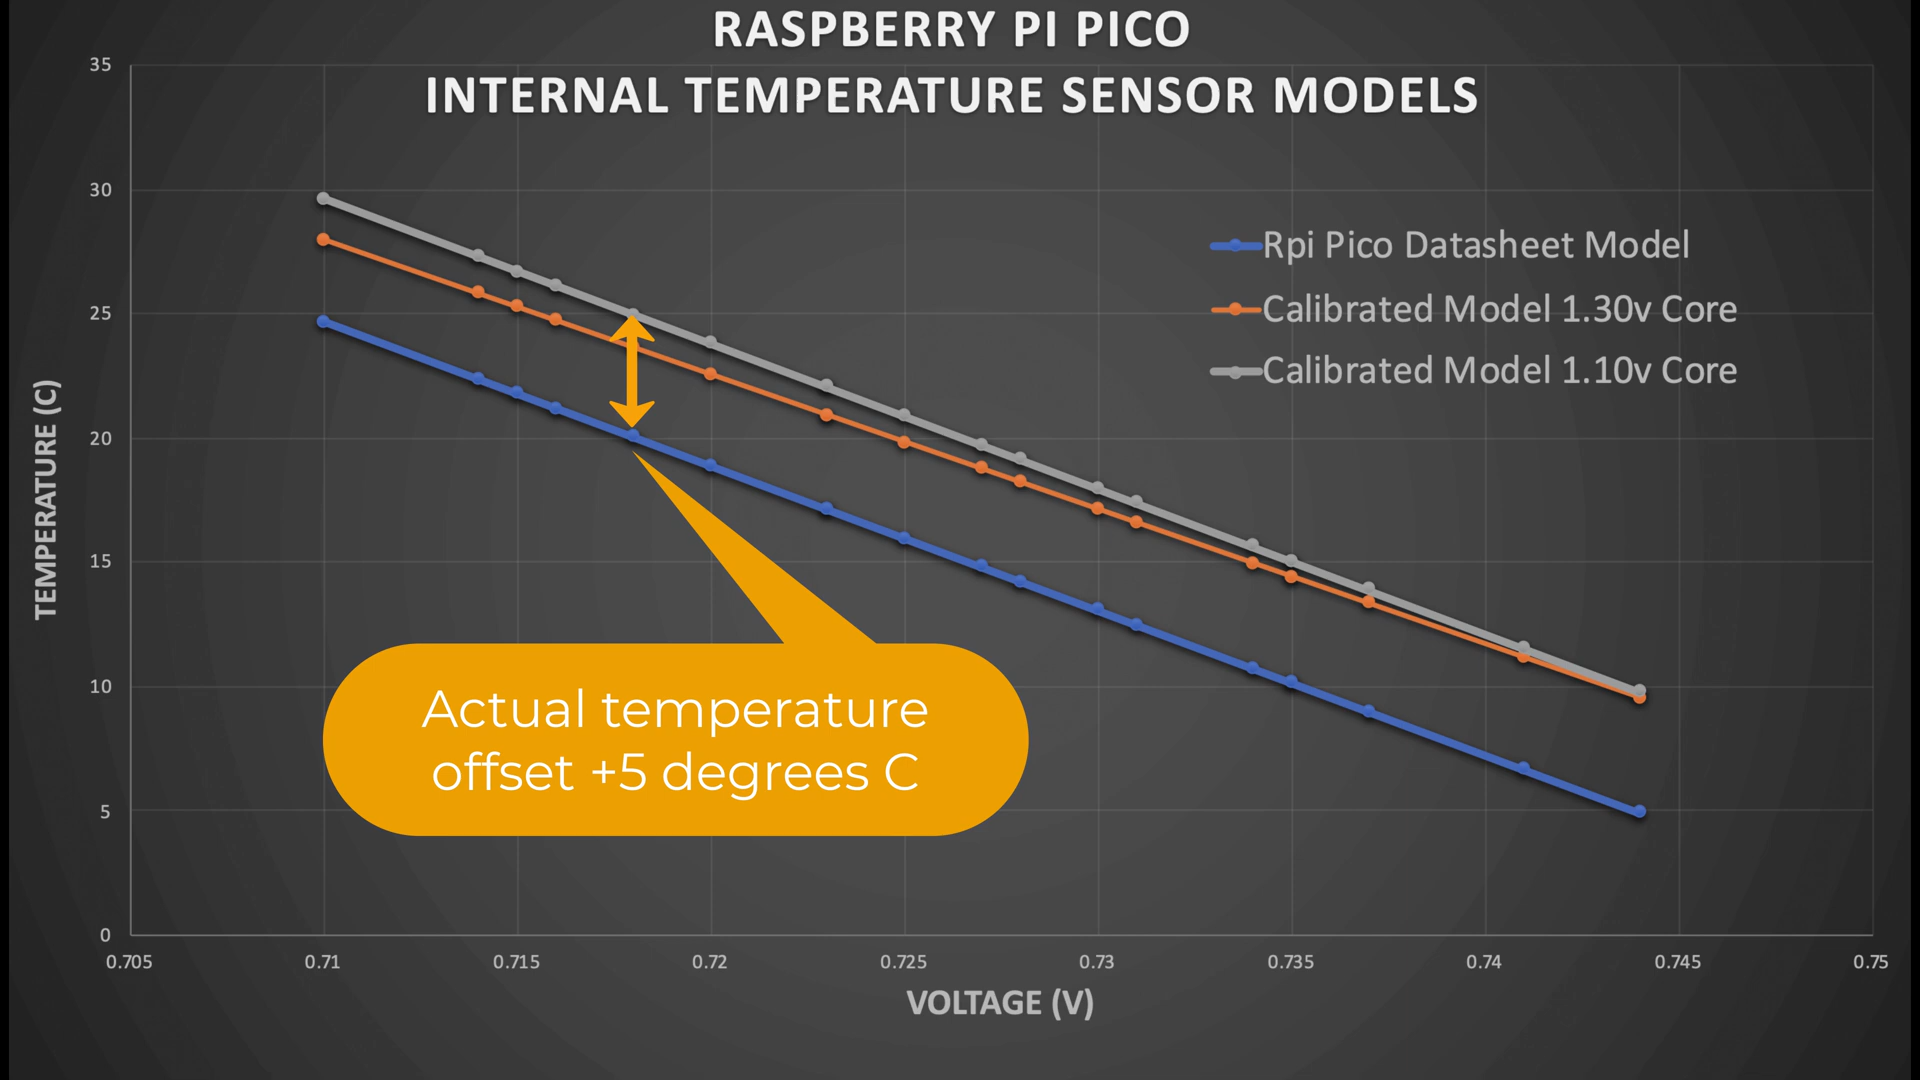 RASPBERRY PI PICO
INTERNAL TEMPERATURE SENSOR MODELS
35
30
25
20
15
10
5
0
TEMPERATURE (C)
Rpi Pico Datasheet Model
Calibrated Model 1.30v Core
Calibrated Model 1.10v Core
Actual temperature
offset +5 degrees C
0.705 0.71 0.715 0.72 0.725 0.73 0.735 0.74 0.745 0.75
VOLTAGE (V)